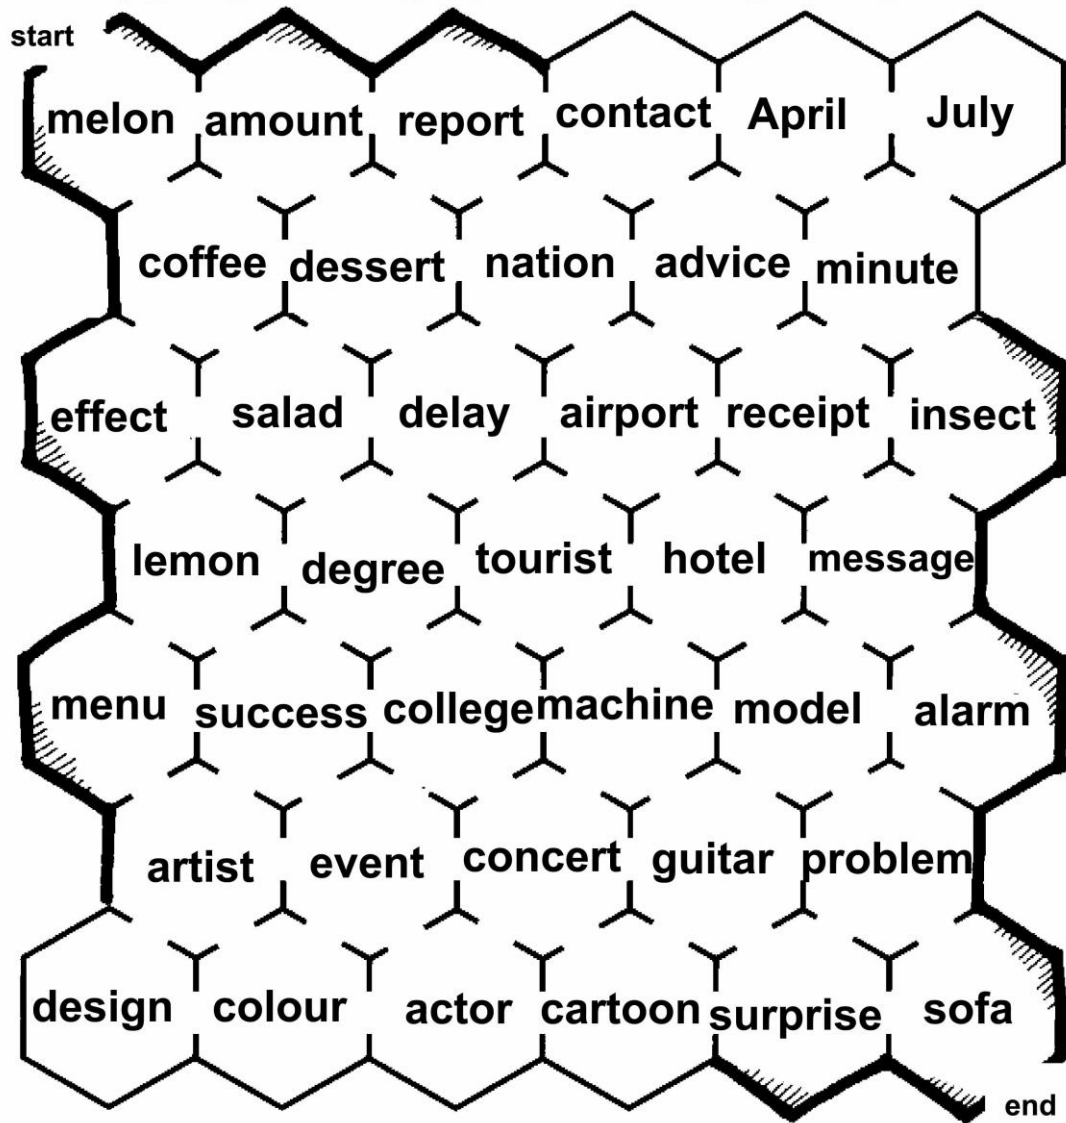 start
melon amount report contact April July
coffee dessert nation advice minute
effect salad delay airport receipt insect
lemon degree tourist hotel message
menu success college machine model alarm
artist event concert guitar problem
design colour actor cartoon surprise sofa
end